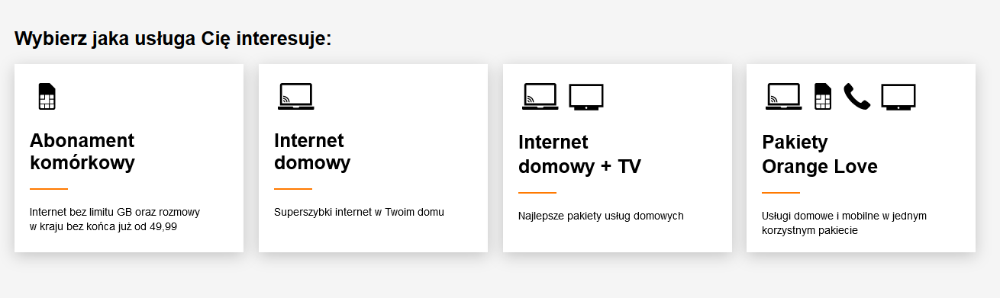 Wybierz jaka usługa Cię interesuje:
Abonament
komórkowy
Internet bez limitu GB oraz rozmowy
w kraju bez końca już od 49,99
Internet
domowy
Superszybki internet w Twoim domu
Internet
domowy + TV
Najlepsze pakiety usług domowych
Pakiety
Orange Love
Usługi domowe i mobilne w jednym
korzystnym pakiecie